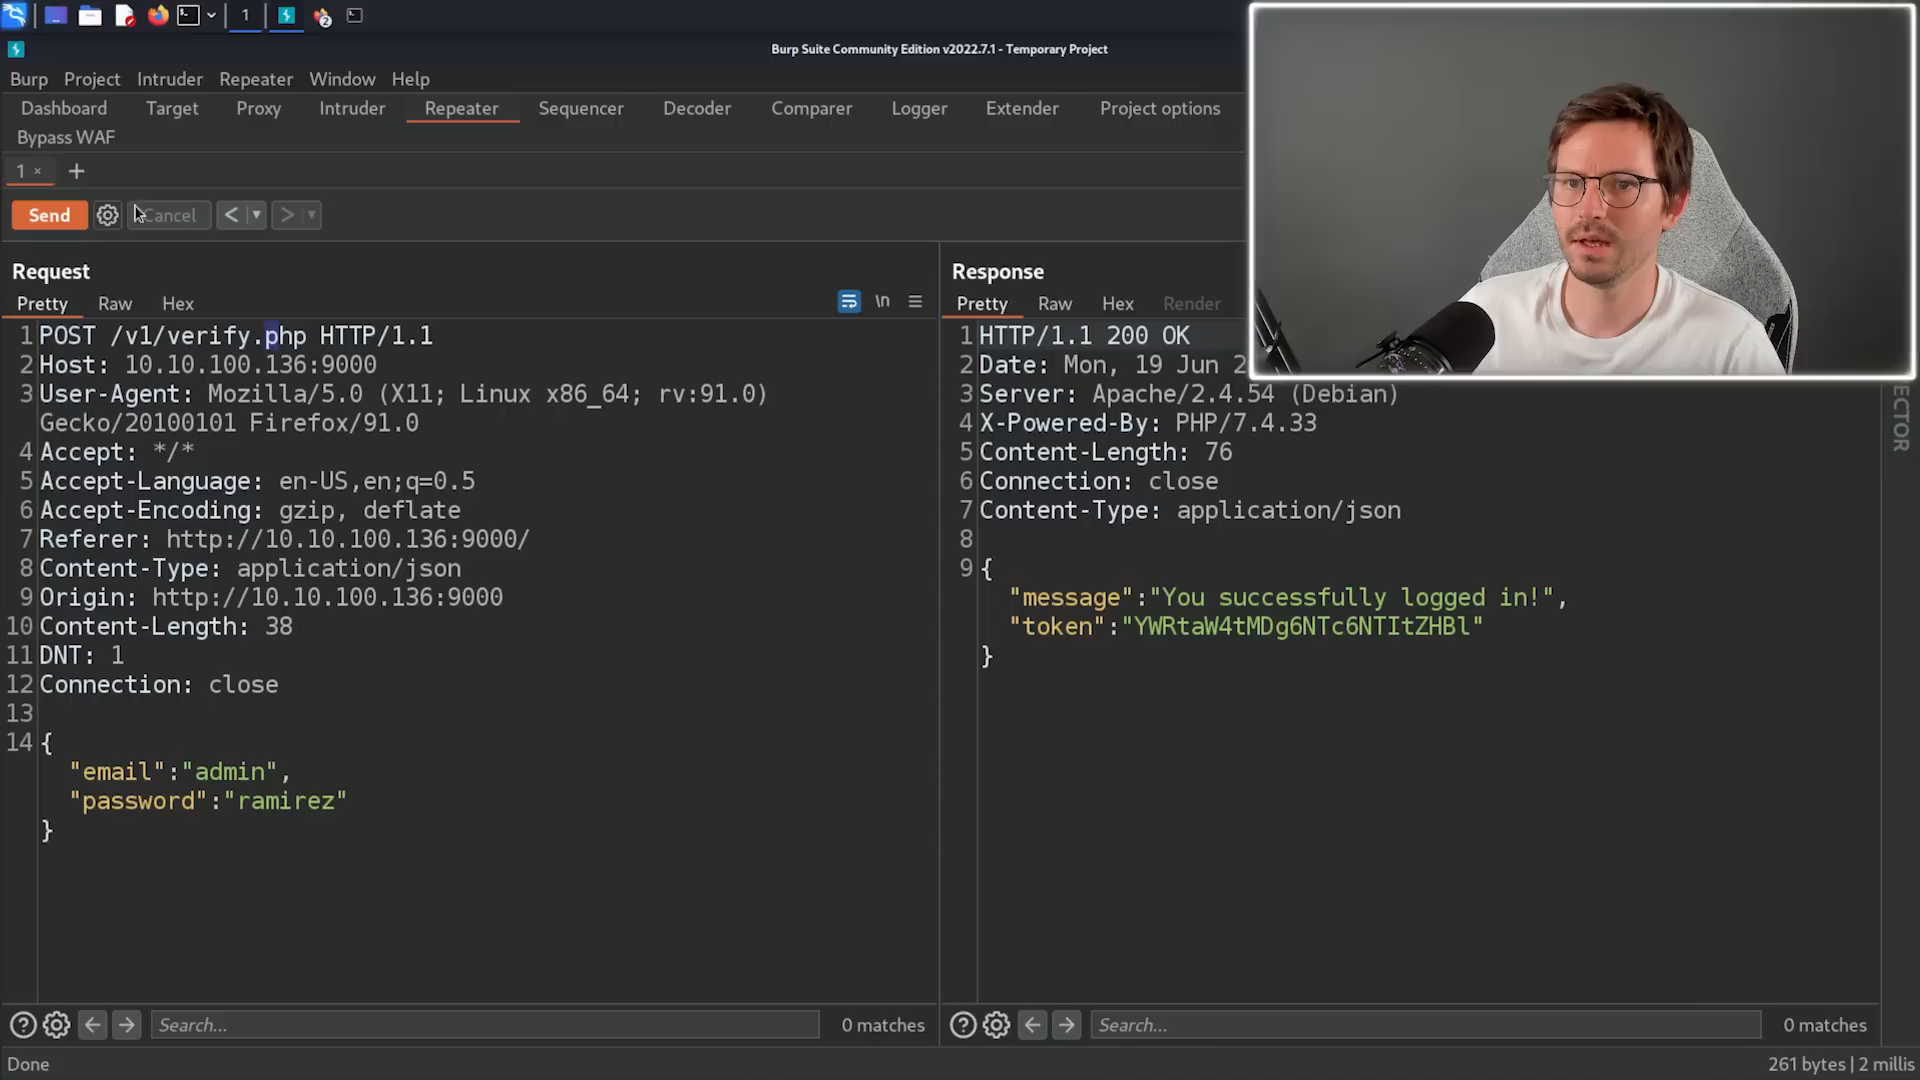 1
2
Burp Suite Community Edition v2022.7.1 - Temporary Project
Burp Project Intruder Repeater Window Help
Dashboard Target Proxy Intruder Repeater Sequencer Decoder Comparer Logger Extender Project options
Bypass WAF
1 × +
Send Cancel < >
Request
Pretty Raw Hex
\n
1 POST /v1/verify.php HTTP/1.1
2 Host: 10.10.100.136:9000
3 User-Agent: Mozilla/5.0 (X11; Linux x86_64; rv:91.0)
Gecko/20100101 Firefox/91.0
4 Accept: */*
5 Accept-Language: en-US,en;q=0.5
6 Accept-Encoding: gzip, deflate
7 Referer: http://10.10.100.136:9000/
8 Content-Type: application/json
9 Origin: http://10.10.100.136:9000
10 Content-Length: 38
11 DNT: 1
12 Connection: close
13
14 {
"email":"admin",
"password":"ramirez"
}
Search...
0 matches
Response
Pretty Raw Hex Render
1 HTTP/1.1 200 OK
2 Date: Mon, 19 Jun 2
3 Server: Apache/2.4.54 (Debian)
4 X-Powered-By: PHP/7.4.33
5 Content-Length: 76
6 Connection: close
7 Content-Type: application/json
8
9 {
"message":"You successfully logged in!",
"token":"YWRtaW4tMDg6NTc6NTItZHBl"
}
Search...
0 matches
ECTOR
Done
261 bytes | 2 millis